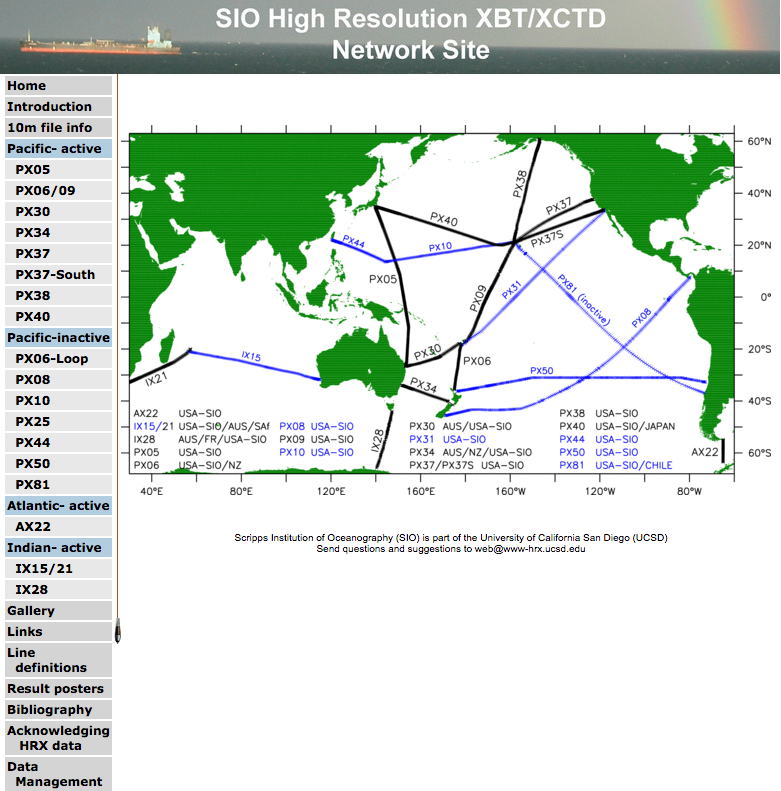 SIO High Resolution XBT/XCTD
Network Site
Home
Introduction
10m file info
Pacific- active
PX05
PX06/09
PX30
PX34
PX37
PX37-South
PX38
PX40
Pacific-inactive
PX06-Loop
PX08
PX10
PX25
PX44
PX50
PX81
Atlantic- active
AX22
Indian- active
IX15/21
IX28
Gallery
Links
Line
definitions
Result posters
Bibliography
Acknowledging
HRX data
Data
Management
60°N
40°N
20°N
0°
20°S
40°S
60°S
PX38
PX37
PX37S
PX40
PX44
PX10
PX05
PX09
PX31
PX81 (inactive)
PX08
PX30
PX06
PX50
PX34
IX15
IX21
IX28
AX22
AX22 USA-SIO
IX15/21 USA-SIO/AUS/SAf PX08 USA-SIO
IX28 AUS/FR/USA-SIO PX09 USA-SIO
PX05 USA-SIO PX10 USA-SIO
PX06 USA-SIO/NZ
PX30 AUS/USA-SIO
PX31 USA-SIO
PX34 AUS/NZ/USA-SIO
PX37/PX37S USA-SIO
PX38 USA-SIO
PX40 USA-SIO/JAPAN
PX44 USA-SIO
PX50 USA-SIO
PX81 USA-SIO/CHILE
40°E 80°E 120°E 160°E 160°W 120°W 80°W
Scripps Institution of Oceanography (SIO) is part of the University of California San Diego (UCSD)
Send questions and suggestions to web@www-hrx.ucsd.edu